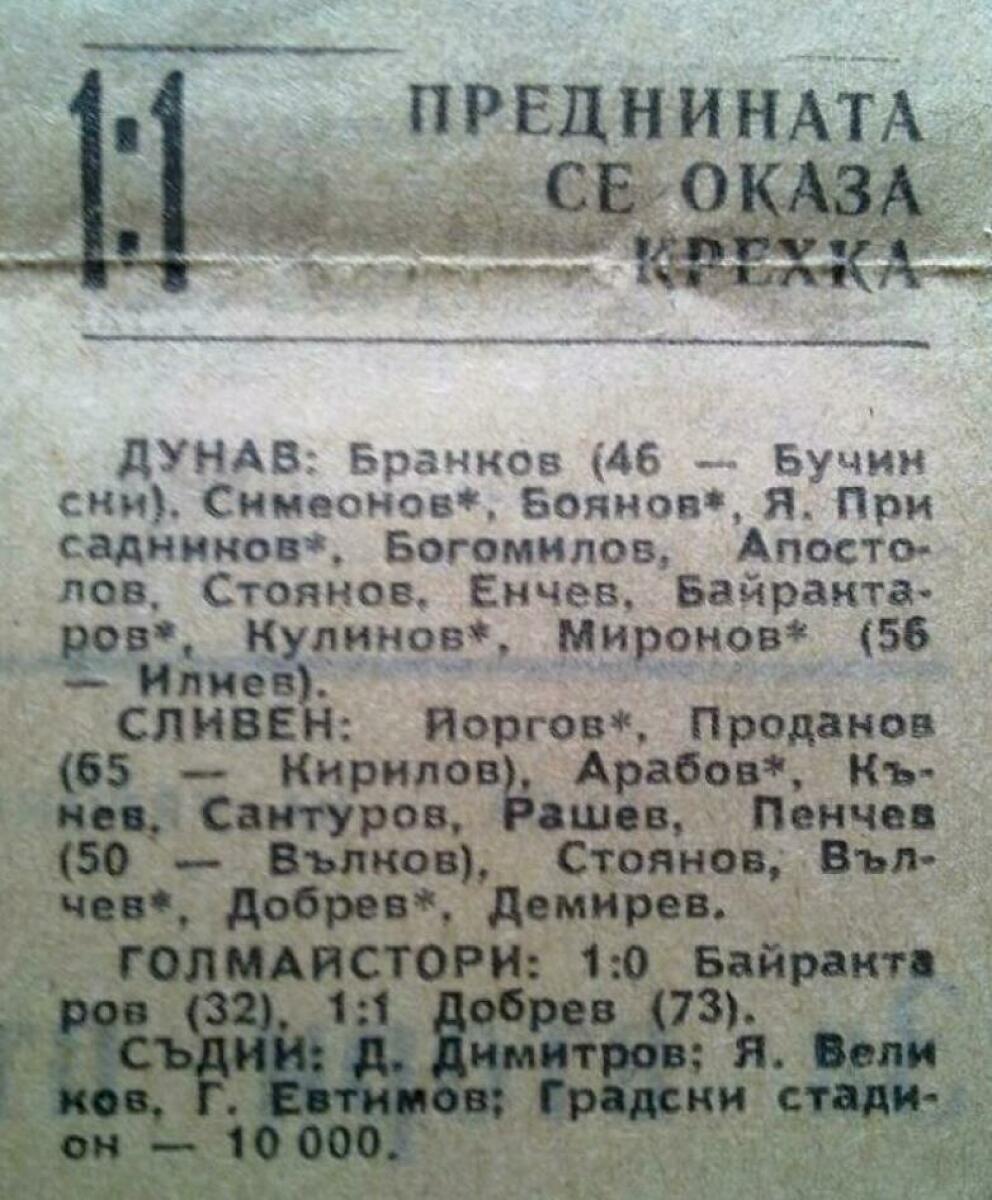 1:1
ПРЕДНИНАТА
СЕ ОКАЗА
КРЕХКА
ДУНАВ: Бранков (46 — Бучин
ски), Симеонов*, Боянов*, Я. При
садников*, Богомилов, Апосто-
лов, Стоянов, Енчев, Байракта-
ров*, Кулинов*, Миронов* (56
— Илиев).
СЛИВЕН: Йоргов*, Проданов
(65 — Кирилов), Арабов*, Къ-
нев, Сантуров, Рашев, Пенчев
(50 — Вълков), Стоянов, Въл-
чев*, Добрев*, Демирев.
ГОЛМАЙСТОРИ: 1:0 Байракта
ров (32), 1:1 Добрев (73).
СЪДИИ: Д. Димитров; Я. Вели
ков, Г. Евтимов; Градски стади-
он — 10 000.